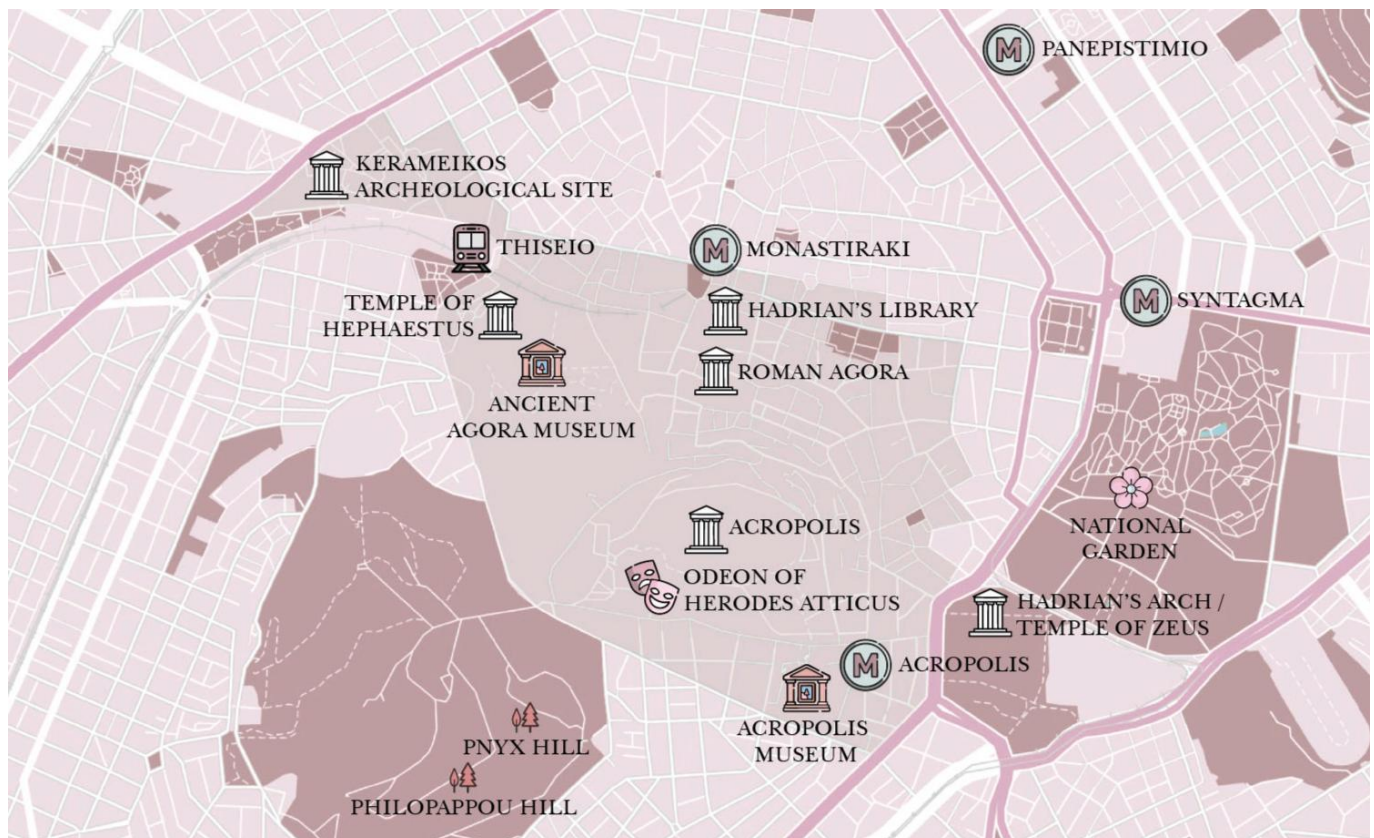 M PANEPISTIMIO
KERAMEIKOS
ARCHEOLOGICAL SITE
THISEIO
M MONASTIRAKI
TEMPLE OF
HEPHAESTUS
HADRIAN'S LIBRARY
M SYNTAGMA
ROMAN AGORA
ANCIENT
AGORA MUSEUM
ACROPOLIS
NATIONAL
GARDEN
ODEON OF
HERODES ATTICUS
HADRIAN'S ARCH /
TEMPLE OF ZEUS
M ACROPOLIS
ACROPOLIS
MUSEUM
PNYX HILL
PHILOPAPPOU HILL